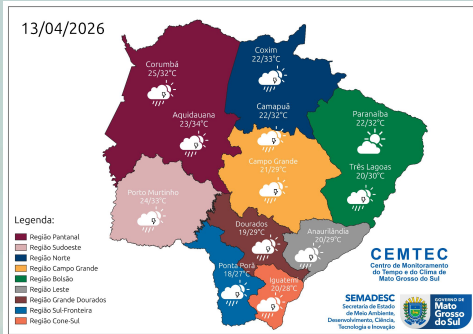 13/04/2026
Coxim
22/33°C
Corumbá
25/32°C
Camapuã
22/32°C
Aquidauana
23/34°C
Paranaíba
22/32°C
Campo Grande
21/29°C
Três Lagoas
20/30°C
Porto Murtinho
24/33°C
Dourados
19/29°C
Anaurilândia
20/29°C
Ponta Porã
18/27°C
Iguatemi
20/28°C
Legenda:
Região Pantanal
Região Sudoeste
Região Norte
Região Campo Grande
Região Bolsão
Região Leste
Região Grande Dourados
Região Sul-Fronteira
Região Cone-Sul
CEMTEC
Centro de Monitoramento
do Tempo e do Clima de
Mato Grosso do Sul
SEMADESC
Secretaria de Estado
de Meio Ambiente,
Desenvolvimento, Ciência,
Tecnologia e Inovação
GOVERNO DE
Mato
Grosso
do Sul